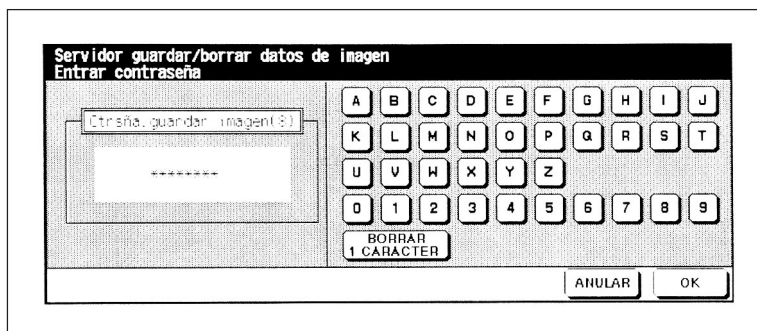 Servidor guardar/borrar datos de imagen
Entrar contraseña
Ctrsña.guardar imagen(8)
********
A B C D E F G H I J
K L M N O P Q R S T
U V W X Y Z
0 1 2 3 4 5 6 7 8 9
BORRAR
1 CARACTER
ANULAR OK